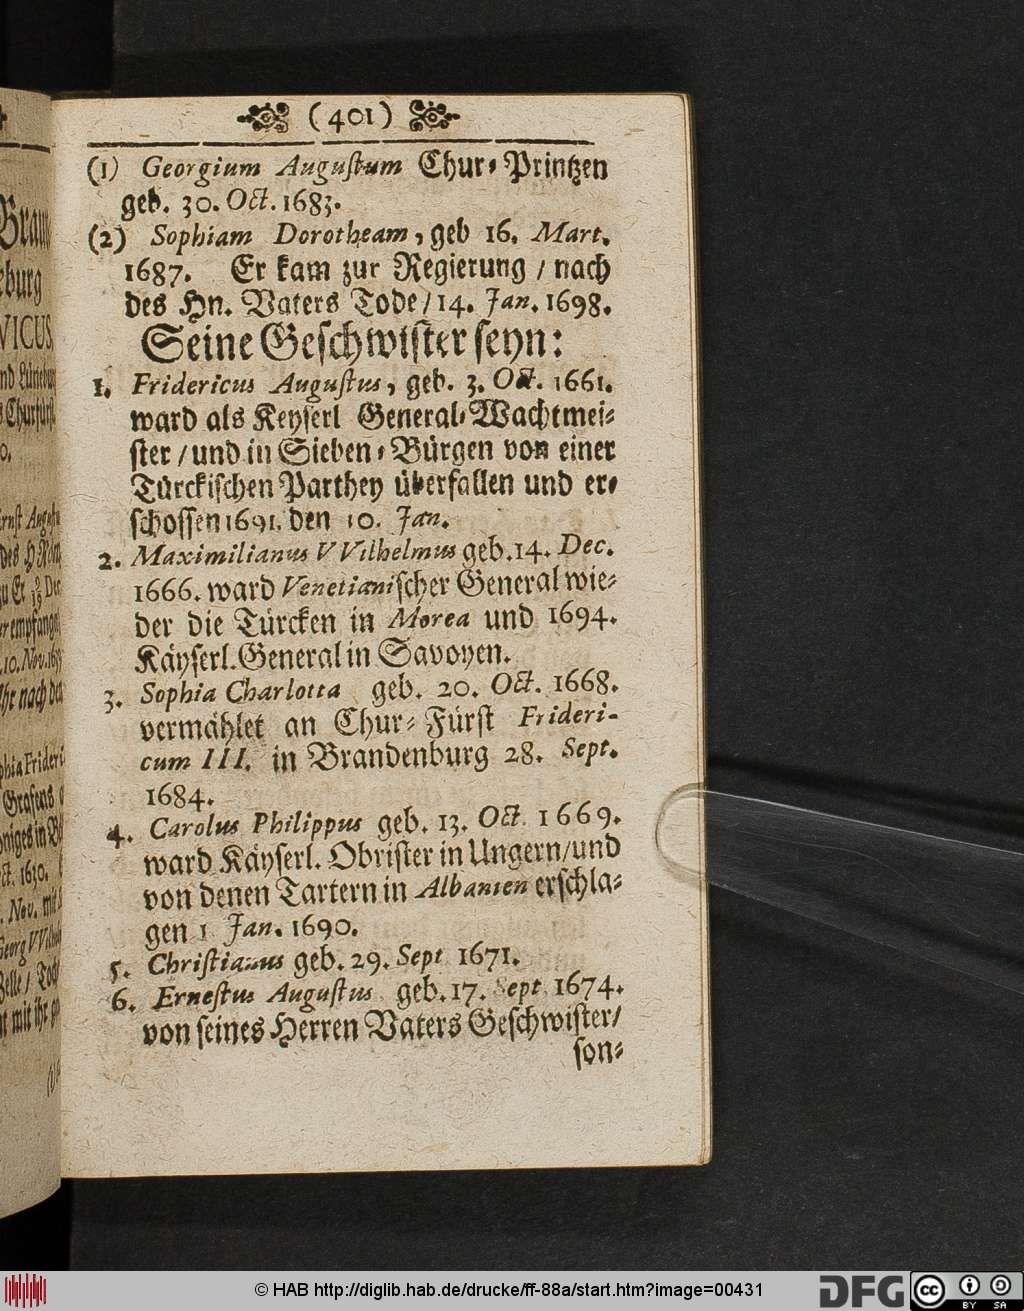 (401)
(1) Georgium Auguſtum Chur-Printzen
geb. 30. Oct. 1683.
(2) Sophiam Dorotheam, geb 16. Mart.
1687. Er kam zur Regierung / nach
des Hn. Vaters Tode / 14. Jan. 1698.
Seine Geſchwiſter ſeyn:
1. Fridericus Auguſtus, geb. 3. Oct. 1661.
ward als Keyſerl General-Wachtmei-
ſter / und in Sieben-Bürgen von einer
Türckiſchen Parthey überfallen und er-
ſchoſſen 1691. den 10. Jan.
2. Maximilianus VVilhelmus geb. 14. Dec.
1666. ward Venetianiſcher General wie-
der die Türcken in Morea und 1694.
Käyſerl. General in Savoyen.
3. Sophia Charlotta geb. 20. Oct. 1668.
vermählet an Chur-Fürſt Frideri-
cum III. in Brandenburg 28. Sept.
1684.
4. Carolus Philippus geb. 13. Oct. 1669.
ward Käyſerl. Obriſter in Ungern / und
von denen Tartern in Albanien erſchla-
gen 1 Jan. 1690.
5. Chriſtianus geb. 29. Sept 1671.
6. Erneſtus Auguſtus geb. 17. Sept 1674.
von ſeines Herren Vaters Geſchwiſter /
ſon-
© HAB http://diglib.hab.de/drucke/ff-88a/start.htm?image=00431
DFG
cc
BY SA